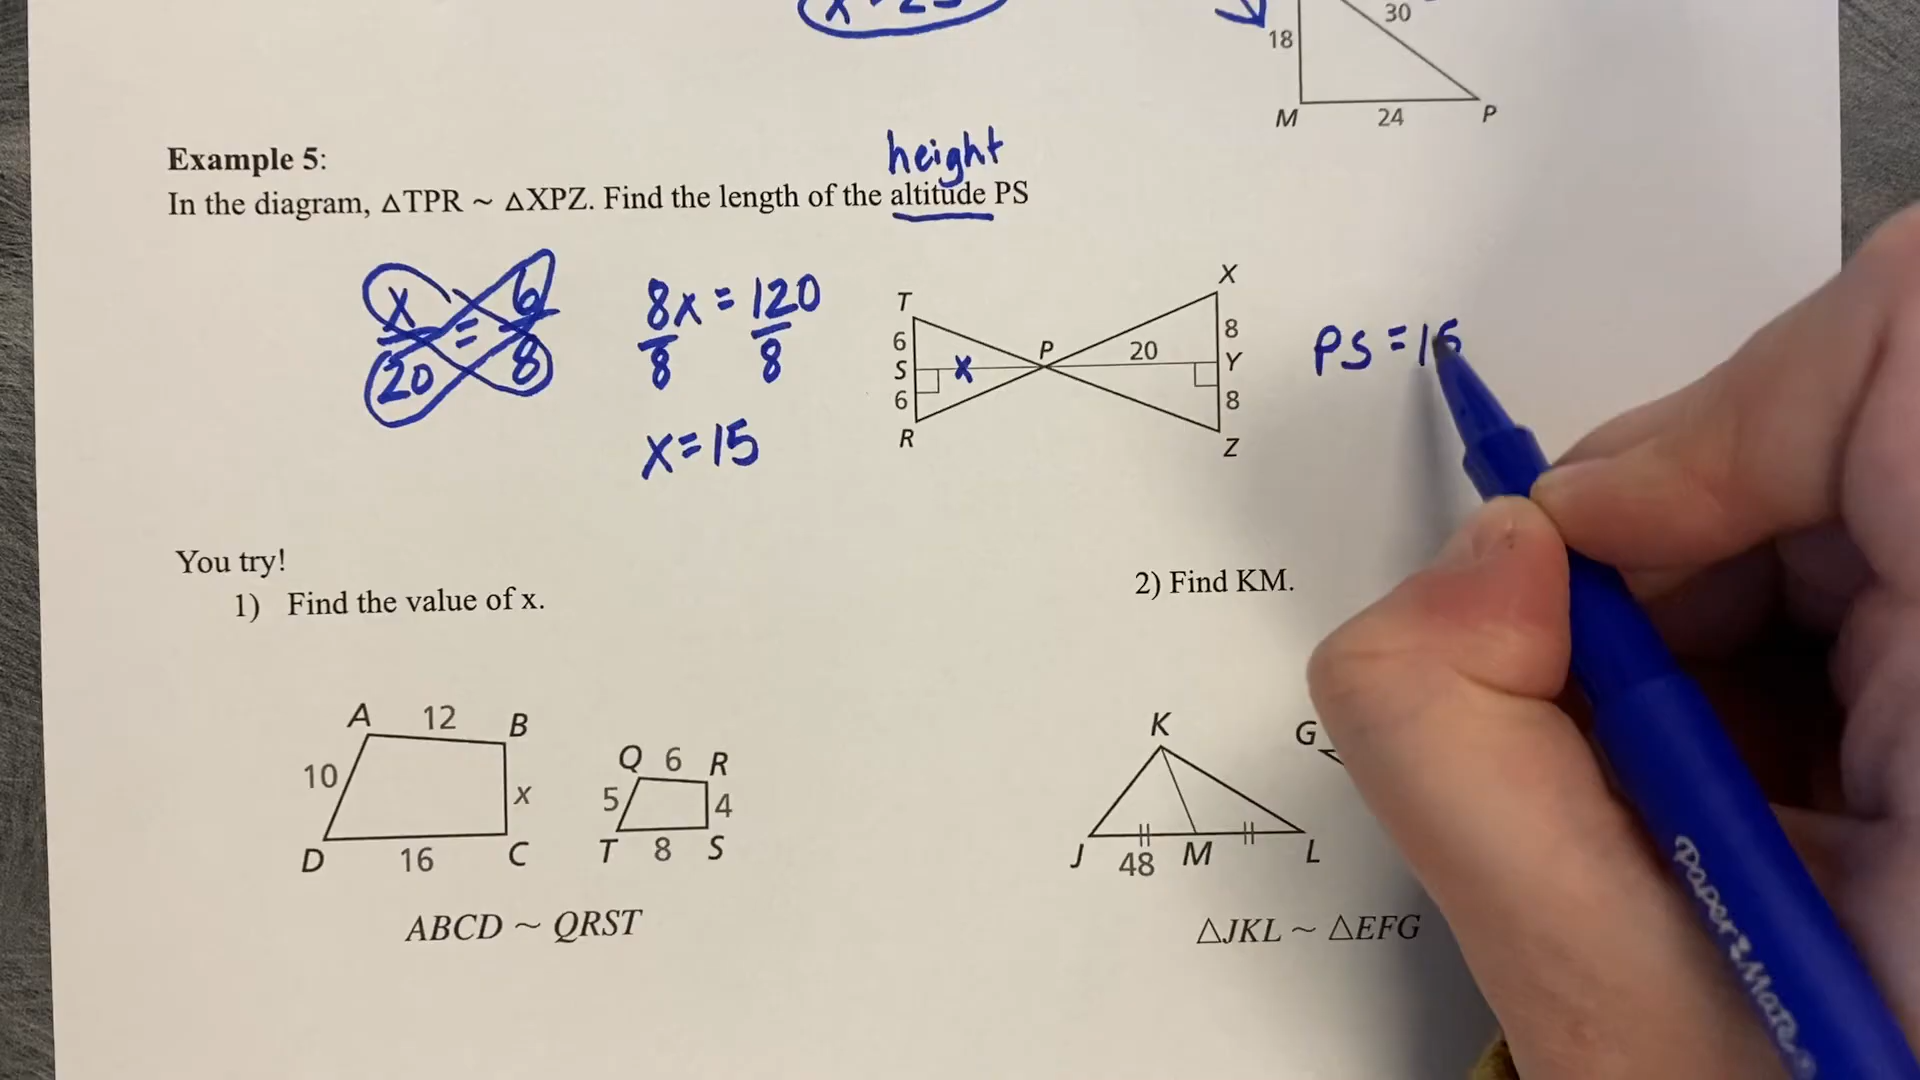 30
18
M 24 P
height
Example 5:
In the diagram, △TPR ~ △XPZ. Find the length of the altitude PS
x/20 = 6/8
8x = 120
8 8
x = 15
T
6
S
6
R
x
P
20
X
8
Y
8
Z
PS = 15
You try!
1) Find the value of x.
2) Find KM.
A 12 B
10
x
D 16 C
Q 6 R
5
4
T 8 S
ABCD ~ QRST
K
G
J 48 M L
△JKL ~ △EFG
Paper Mate